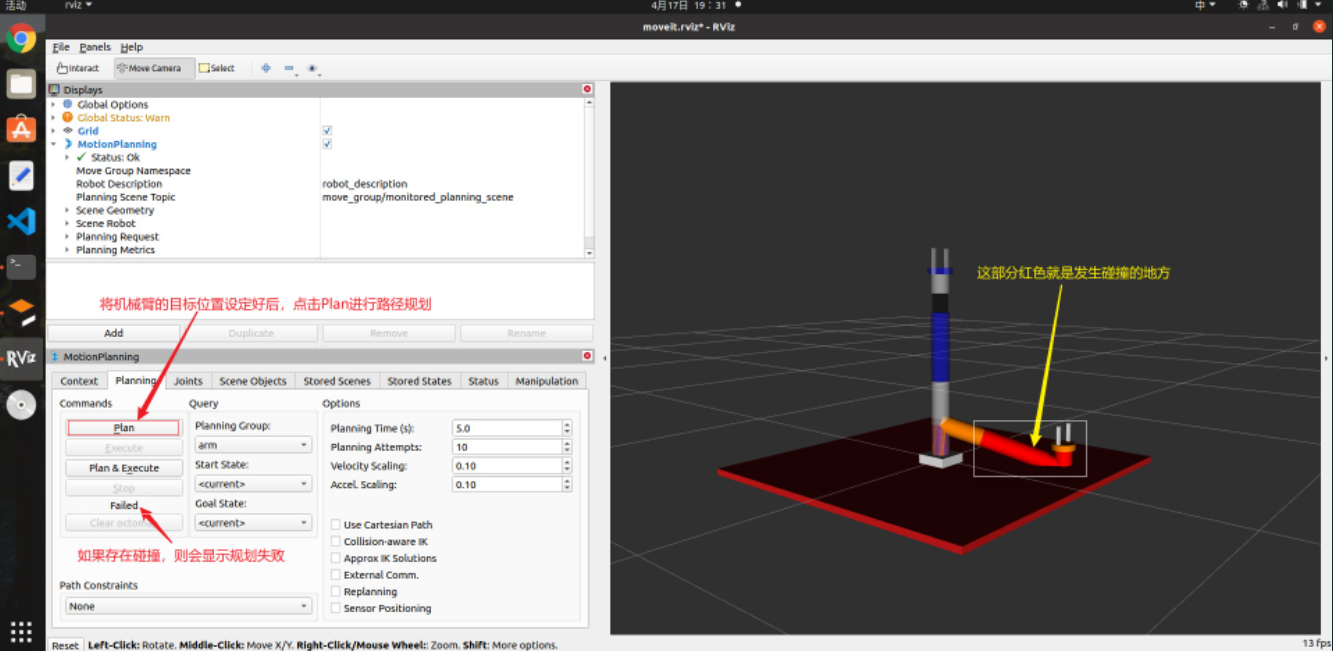 活动
rviz
4月17日 19：31
中
moveit.rviz* - RViz
File Panels Help
Interact Move Camera Select
Displays
Global Options
Global Status: Warn
Grid
MotionPlanning
Status: Ok
Move Group Namespace
Robot Description robot_description
Planning Scene Topic move_group/monitored_planning_scene
Scene Geometry
Scene Robot
Planning Request
Planning Metrics
将机械臂的目标位置设定好后，点击Plan进行路径规划
Add Duplicate Remove Rename
MotionPlanning
Context Planning Joints Scene Objects Stored Scenes Stored States Status Manipulation
Commands Query Options
Plan
Execute
Plan & Execute
Stop
Failed
Clear octom
如果存在碰撞，则会显示规划失败
Planning Group:
arm
Start State:
<current>
Goal State:
<current>
Planning Time (s): 5.0
Planning Attempts: 10
Velocity Scaling: 0.10
Accel. Scaling: 0.10
Use Cartesian Path
Collision-aware IK
Approx IK Solutions
External Comm.
Replanning
Sensor Positioning
Path Constraints
None
这部分红色就是发生碰撞的地方
RViz
Reset Left-Click: Rotate. Middle-Click: Move X/Y. Right-Click/Mouse Wheel:: Zoom. Shift: More options.
13 fps